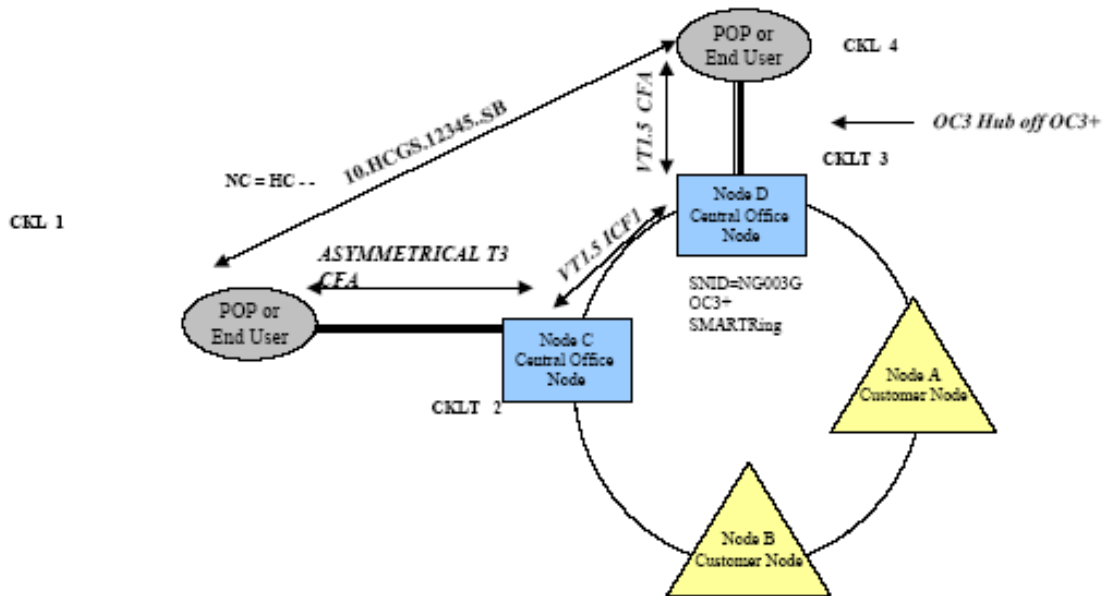 POP or
End User
CKL 4
VT1.5 CFA
OC3 Hub off OC3+
CKLT 3
10.HCGS.12345..SB
NC = HC - -
CKL 1
Node D
Central Office
Node
VT1.5 ICF1
ASYMMETRICAL T3
CFA
SNID=NG003G
OC3+
SMARTRing
POP or
End User
Node C
Central Office
Node
CKLT 2
Node A
Customer Node
Node B
Customer Node